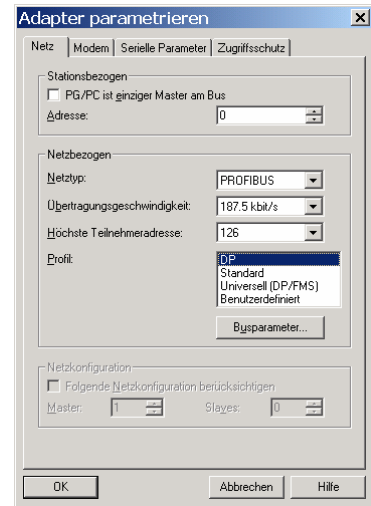 Adapter parametrieren
Netz Modem Serielle Parameter Zugriffsschutz
Stationsbezogen
PG/PC ist einziger Master am Bus
Adresse: 0
Netzbezogen
Netztyp: PROFIBUS
Übertragungsgeschwindigkeit: 187.5 kbit/s
Höchste Teilnehmeradresse: 126
Profil: DP
Standard
Universell (DP/FMS)
Benutzerdefiniert
Busparameter...
Netzkonfiguration
Folgende Netzkonfiguration berücksichtigen
Master: 1 Slaves: 0
OK Abbrechen Hilfe